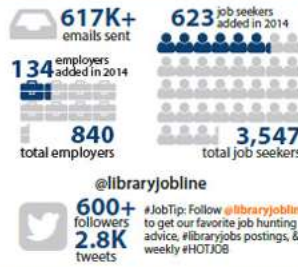 617K+
emails sent
134 employers
added in 2014
840
total employers
623 job seekers
added in 2014
3,547
total job seekers
@libraryjobline
600+
followers
2.8K
tweets
#JobTip: Follow @libraryjoblin
to get our favorite job hunting
advice, #libraryjobs postings, &
weekly #HOTJOB